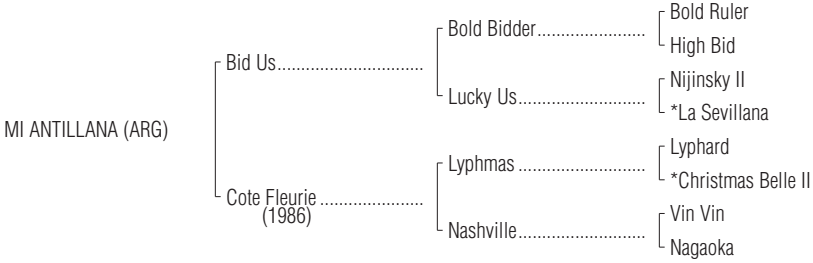 Bold Ruler
Bold Bidder.......................
High Bid
Bid Us...............................
Nijinsky II
Lucky Us...........................
*La Sevillana
MI ANTILLANA (ARG)
Lyphard
Lyphmas ...........................
*Christmas Belle II
Cote Fleurie ......................
(1986)
Vin Vin
Nashville...........................
Nagaoka